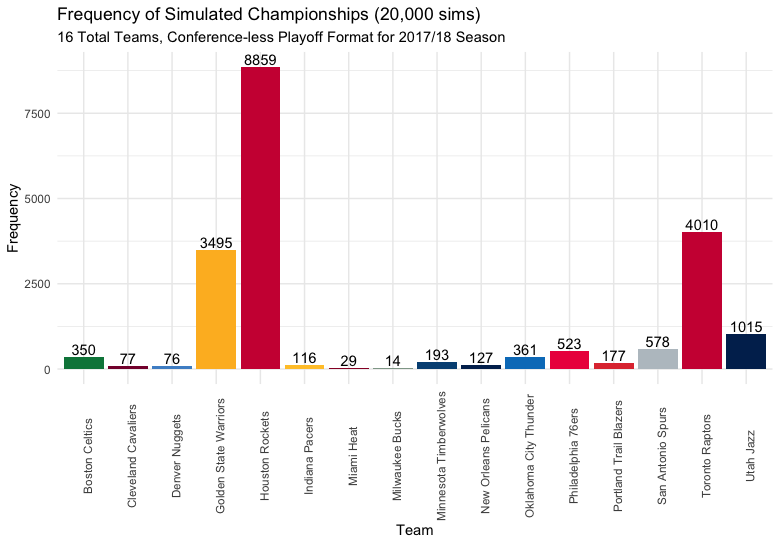 Frequency of Simulated Championships (20,000 sims)
16 Total Teams, Conference-less Playoff Format for 2017/18 Season
Frequency
7500
5000
2500
0
350
77
76
3495
8859
116
29
14
193
127
361
523
177
578
4010
1015
Boston Celtics
Cleveland Cavaliers
Denver Nuggets
Golden State Warriors
Houston Rockets
Indiana Pacers
Miami Heat
Milwaukee Bucks
Minnesota Timberwolves
New Orleans Pelicans
Oklahoma City Thunder
Philadelphia 76ers
Portland Trail Blazers
San Antonio Spurs
Toronto Raptors
Utah Jazz
Team